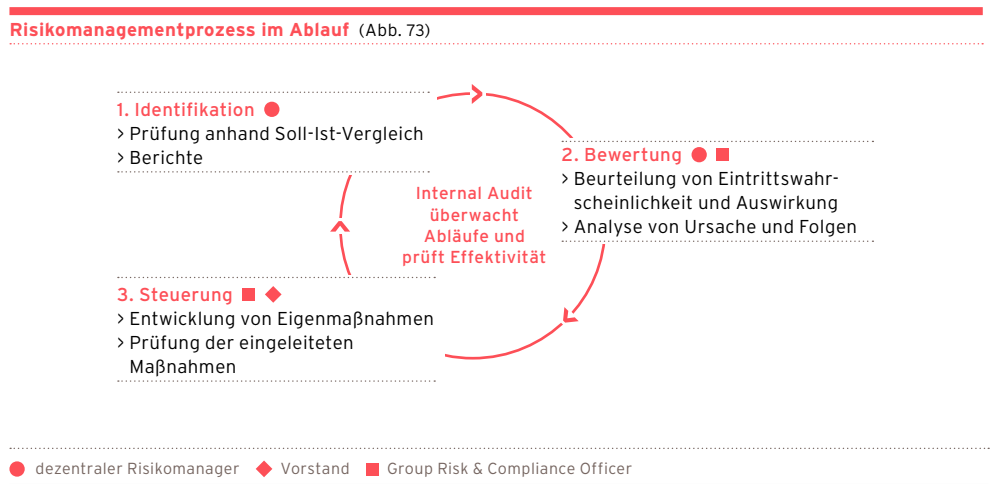 Risikomanagementprozess im Ablauf (Abb. 73)
1. Identifikation
> Prüfung anhand Soll-Ist-Vergleich
> Berichte
2. Bewertung
> Beurteilung von Eintrittswahr-
scheinlichkeit und Auswirkung
> Analyse von Ursache und Folgen
Internal Audit
überwacht
Abläufe und
prüft Effektivität
3. Steuerung
> Entwicklung von Eigenmaßnahmen
> Prüfung der eingeleiteten
Maßnahmen
dezentraler Risikomanager Vorstand Group Risk & Compliance Officer